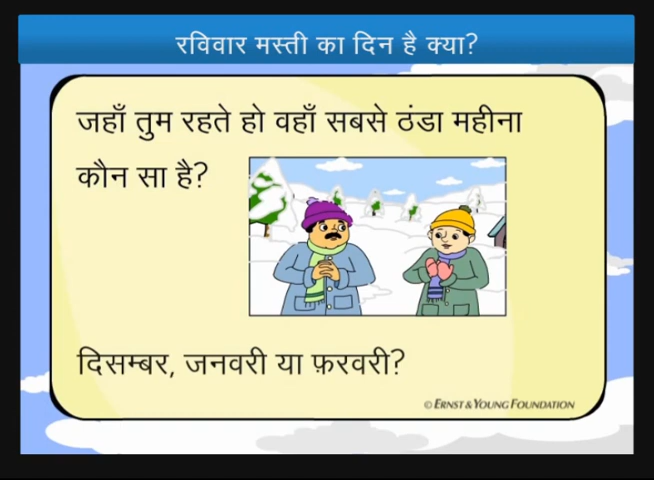 रविवार मस्ती का दिन है क्या?
जहाँ तुम रहते हो वहाँ सबसे ठंडा महीना
कौन सा है?
दिसम्बर, जनवरी या फ़रवरी?
© ERNST & YOUNG FOUNDATION